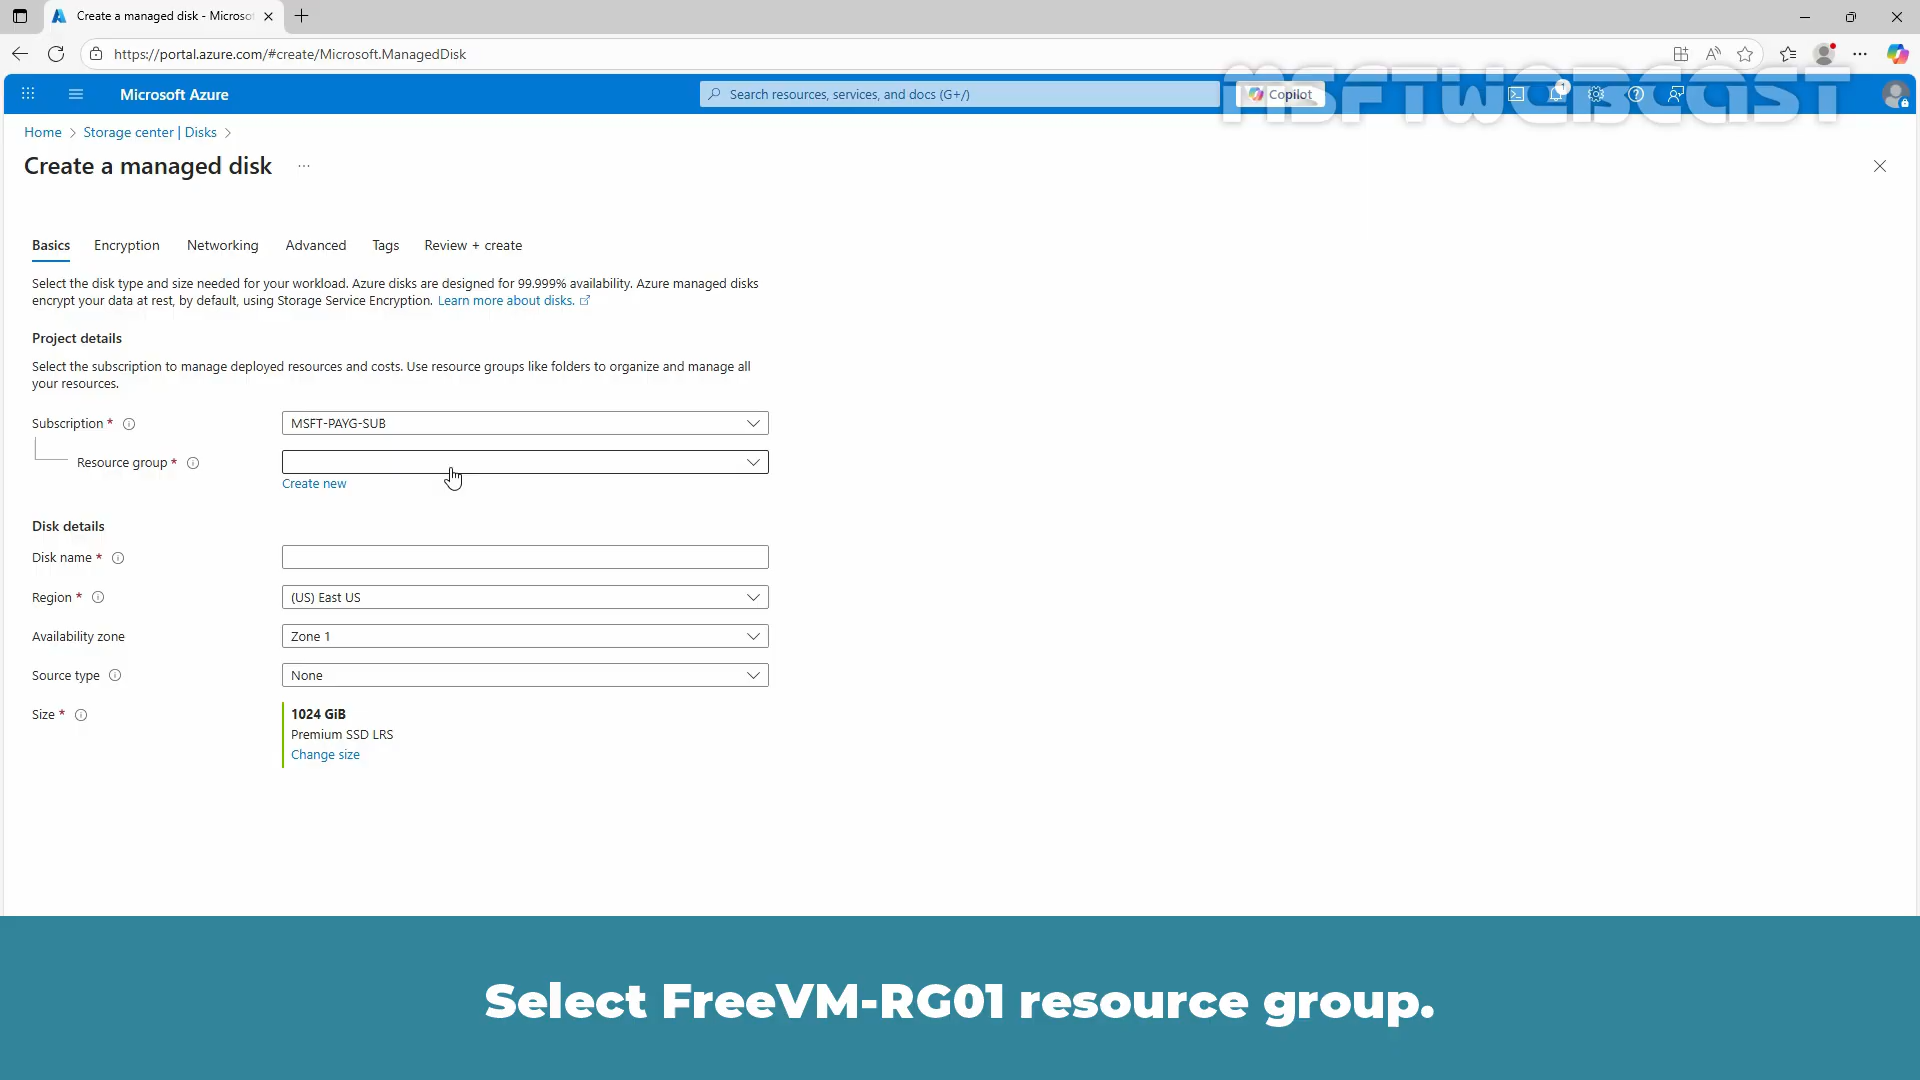 Create a managed disk - Microso
https://portal.azure.com/#create/Microsoft.ManagedDisk
MSFTWEBCAST
Microsoft Azure
Search resources, services, and docs (G+/)
Copilot
1
Home > Storage center | Disks >
Create a managed disk ...
Basics Encryption Networking Advanced Tags Review + create
Select the disk type and size needed for your workload. Azure disks are designed for 99.999% availability. Azure managed disks
encrypt your data at rest, by default, using Storage Service Encryption. Learn more about disks.
Project details
Select the subscription to manage deployed resources and costs. Use resource groups like folders to organize and manage all
your resources.
Subscription * MSFT-PAYG-SUB
Resource group *
Create new
Disk details
Disk name *
Region * (US) East US
Availability zone Zone 1
Source type None
Size * 1024 GiB
Premium SSD LRS
Change size
Select FreeVM-RG01 resource group.